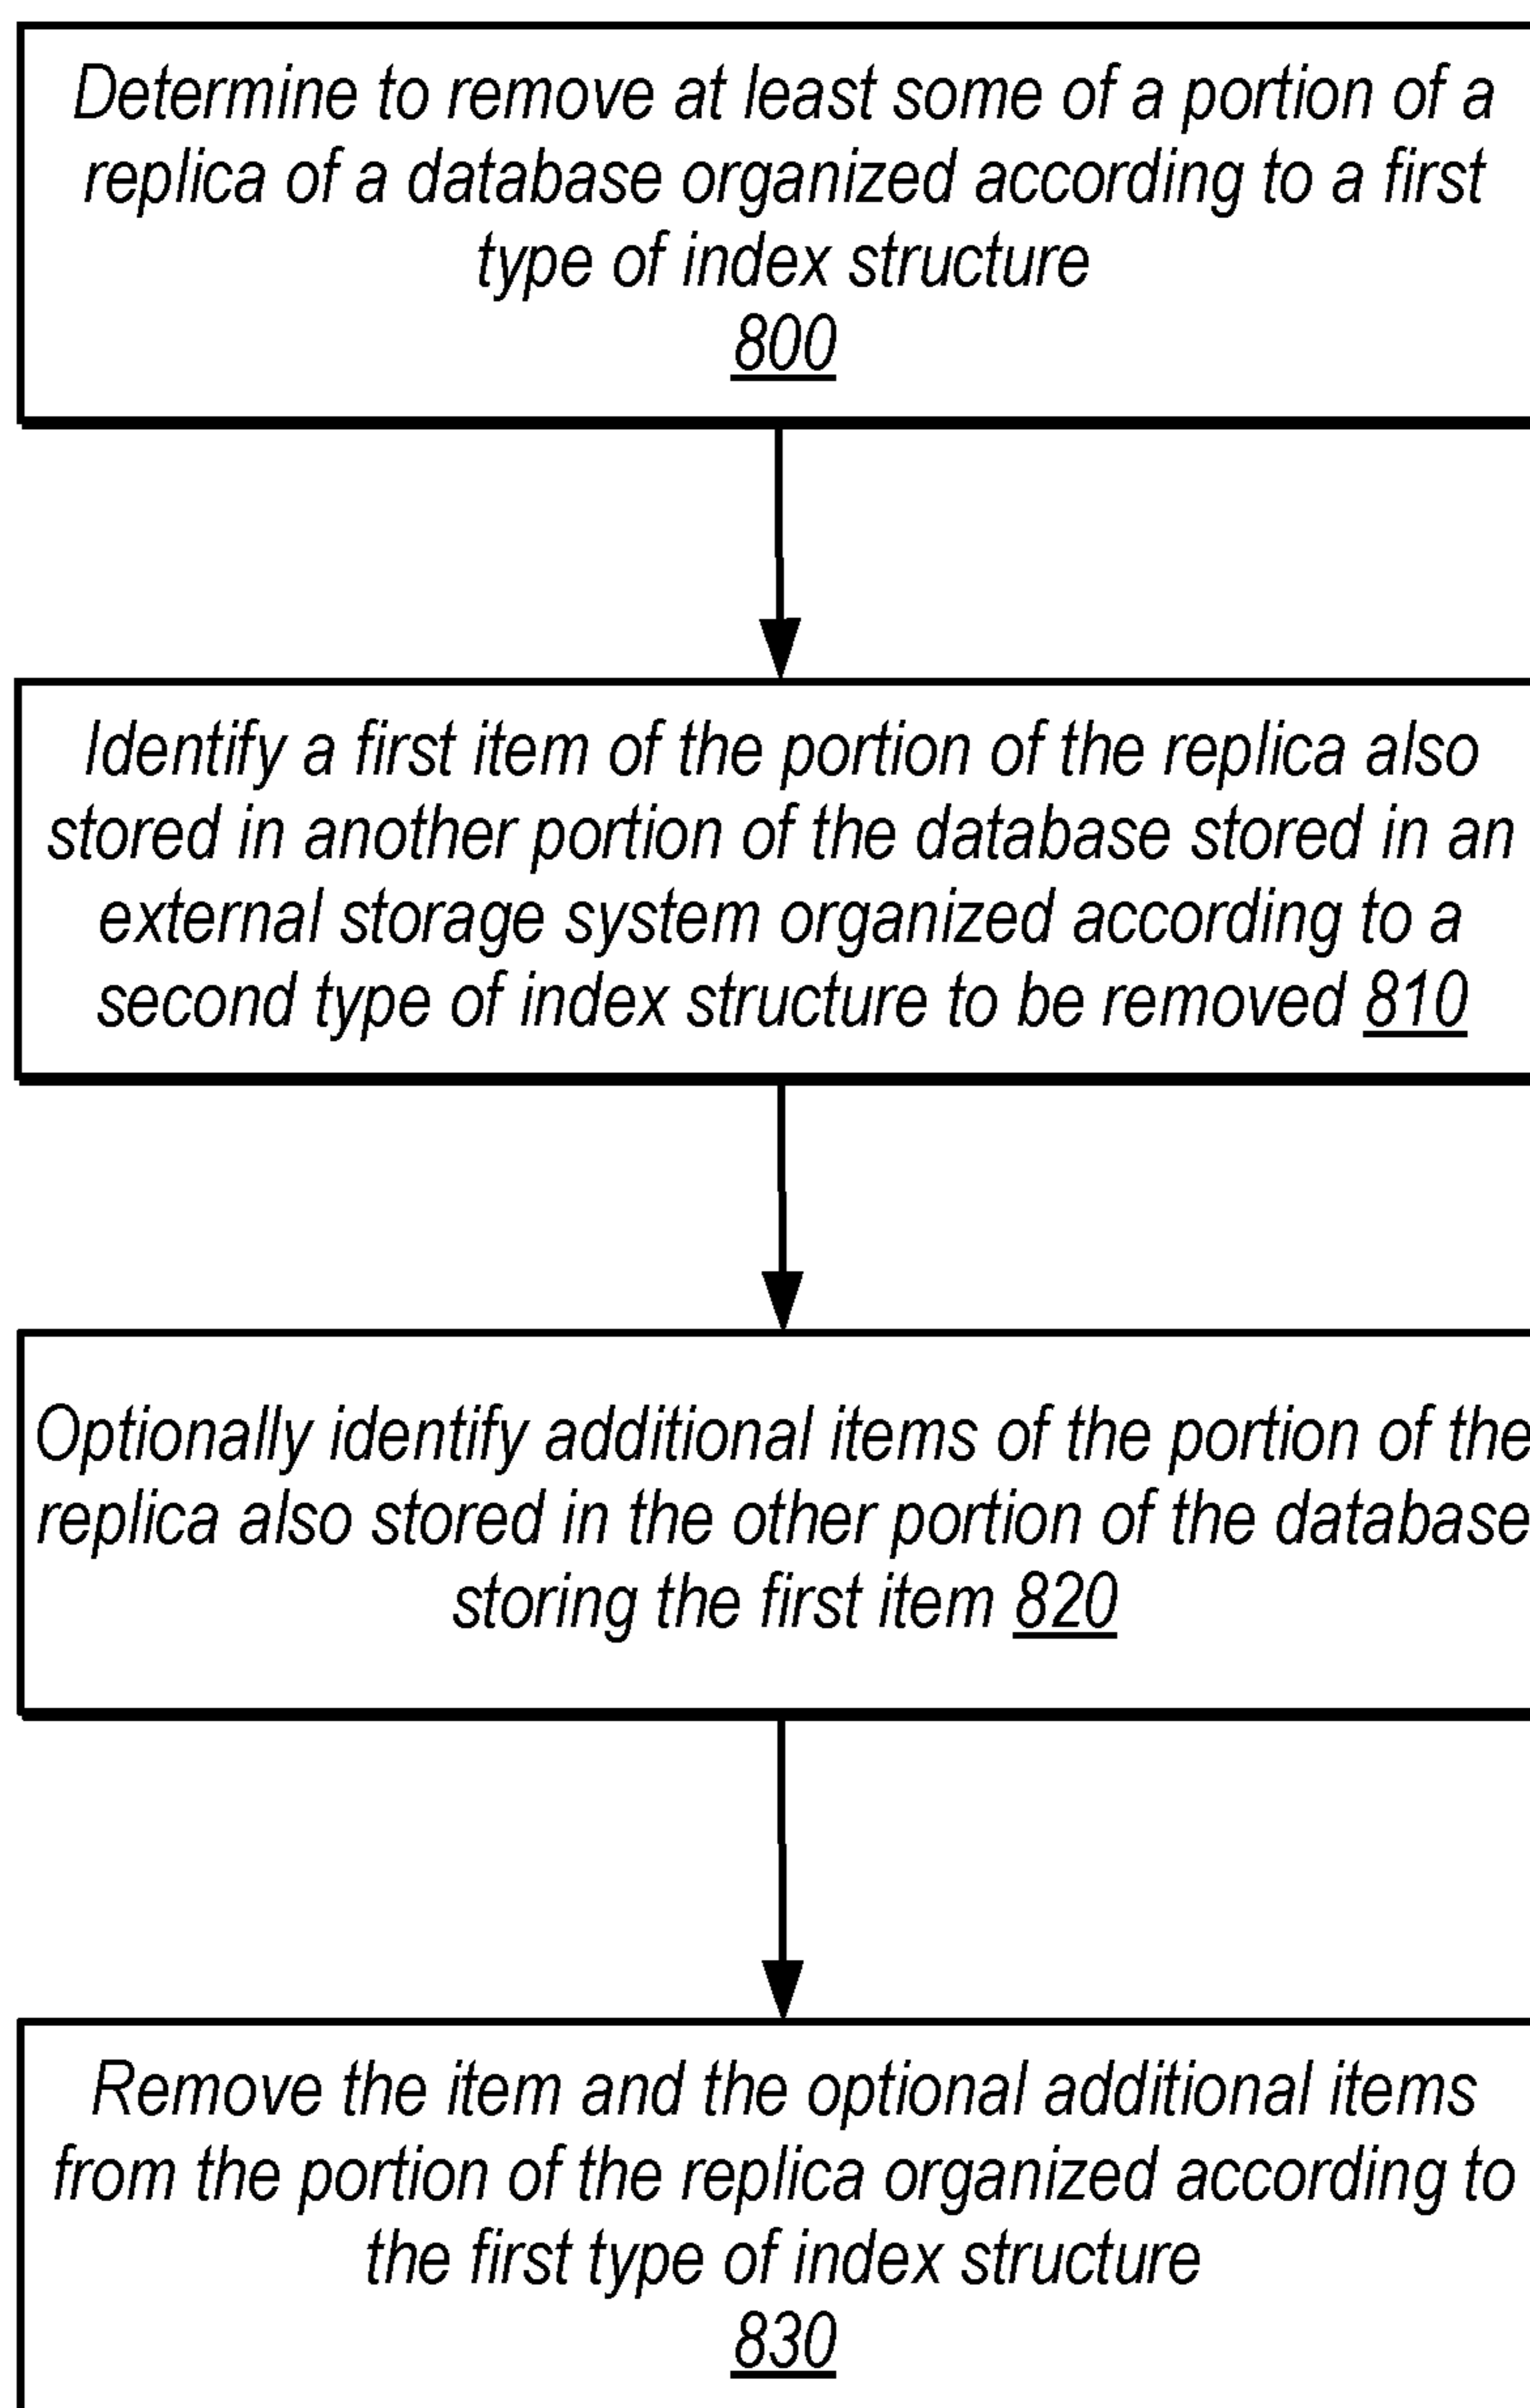 Determine to remove at least some of a portion of a
replica of a database organized according to a first
type of index structure
800
Identify a first item of the portion of the replica also
stored in another portion of the database stored in an
external storage system organized according to a
second type of index structure to be removed 810
Optionally identify additional items of the portion of the
replica also stored in the other portion of the database
storing the first item 820
Remove the item and the optional additional items
from the portion of the replica organized according to
the first type of index structure
830